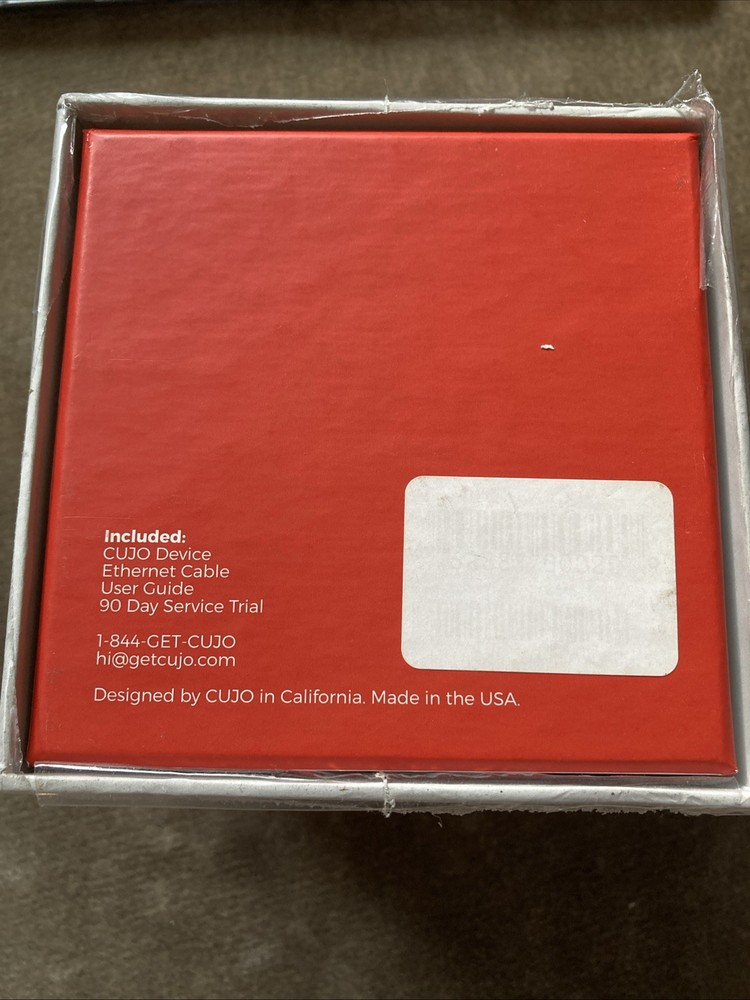 Included:
CUJO Device
Ethernet Cable
User Guide
90 Day Service Trial
1-844-GET-CUJO
hi@getcujo.com
Designed by CUJO in California. Made in the USA.